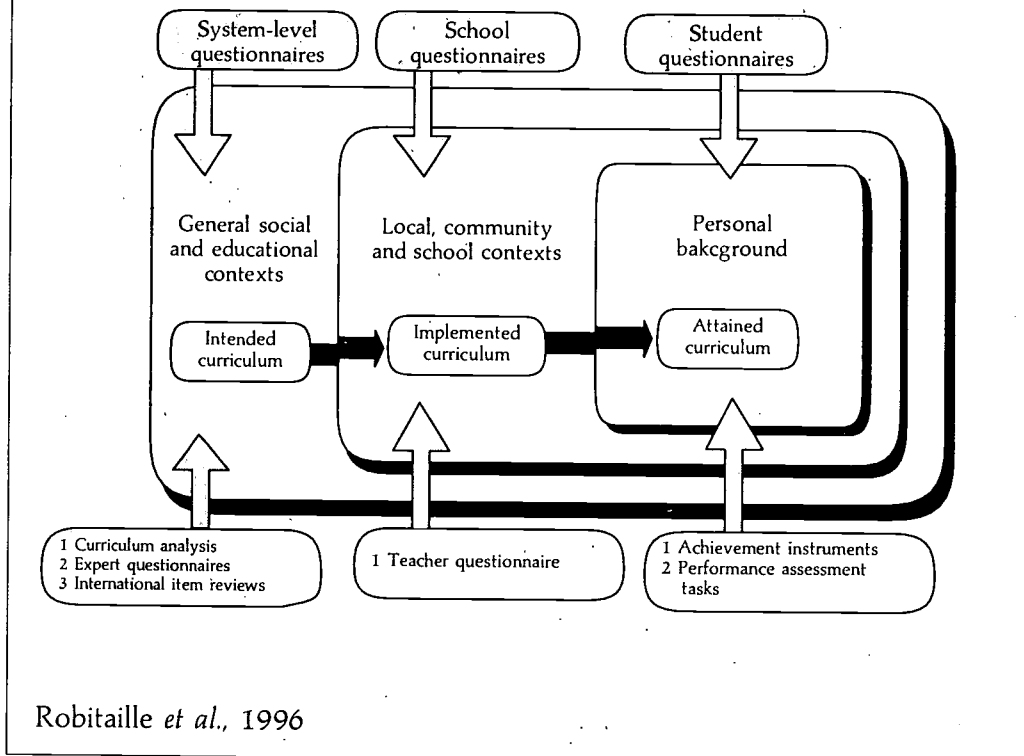 System-level
questionnaires
School
questionnaires
Student
questionnaires
General social
and educational
contexts
Local, community
and school contexts
Personal
bakcground
Intended
curriculum
Implemented
curriculum
Attained
curriculum
1 Curriculum analysis
2 Expert questionnaires
3 International item reviews
1 Teacher questionnaire
1 Achievement instruments
2 Performance assessment
tasks
Robitaille et al., 1996